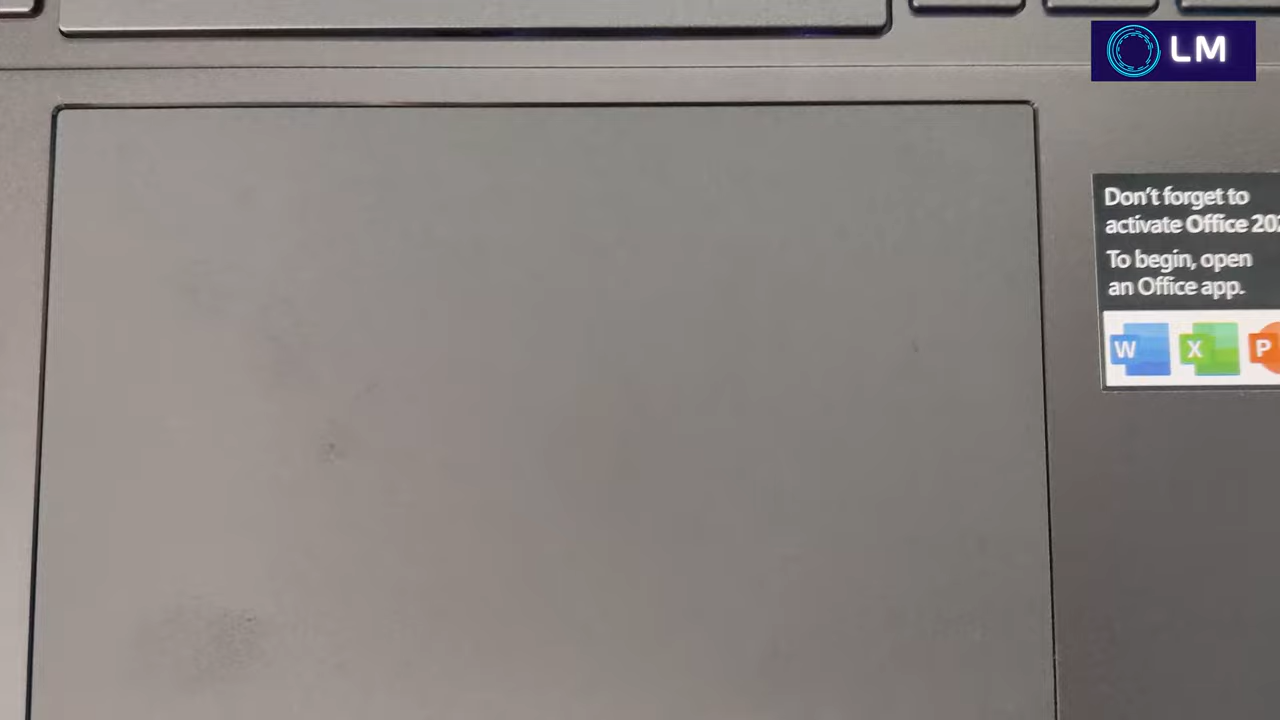 LM
Don't forget to
activate Office
To begin, open
an Office app.
W X P